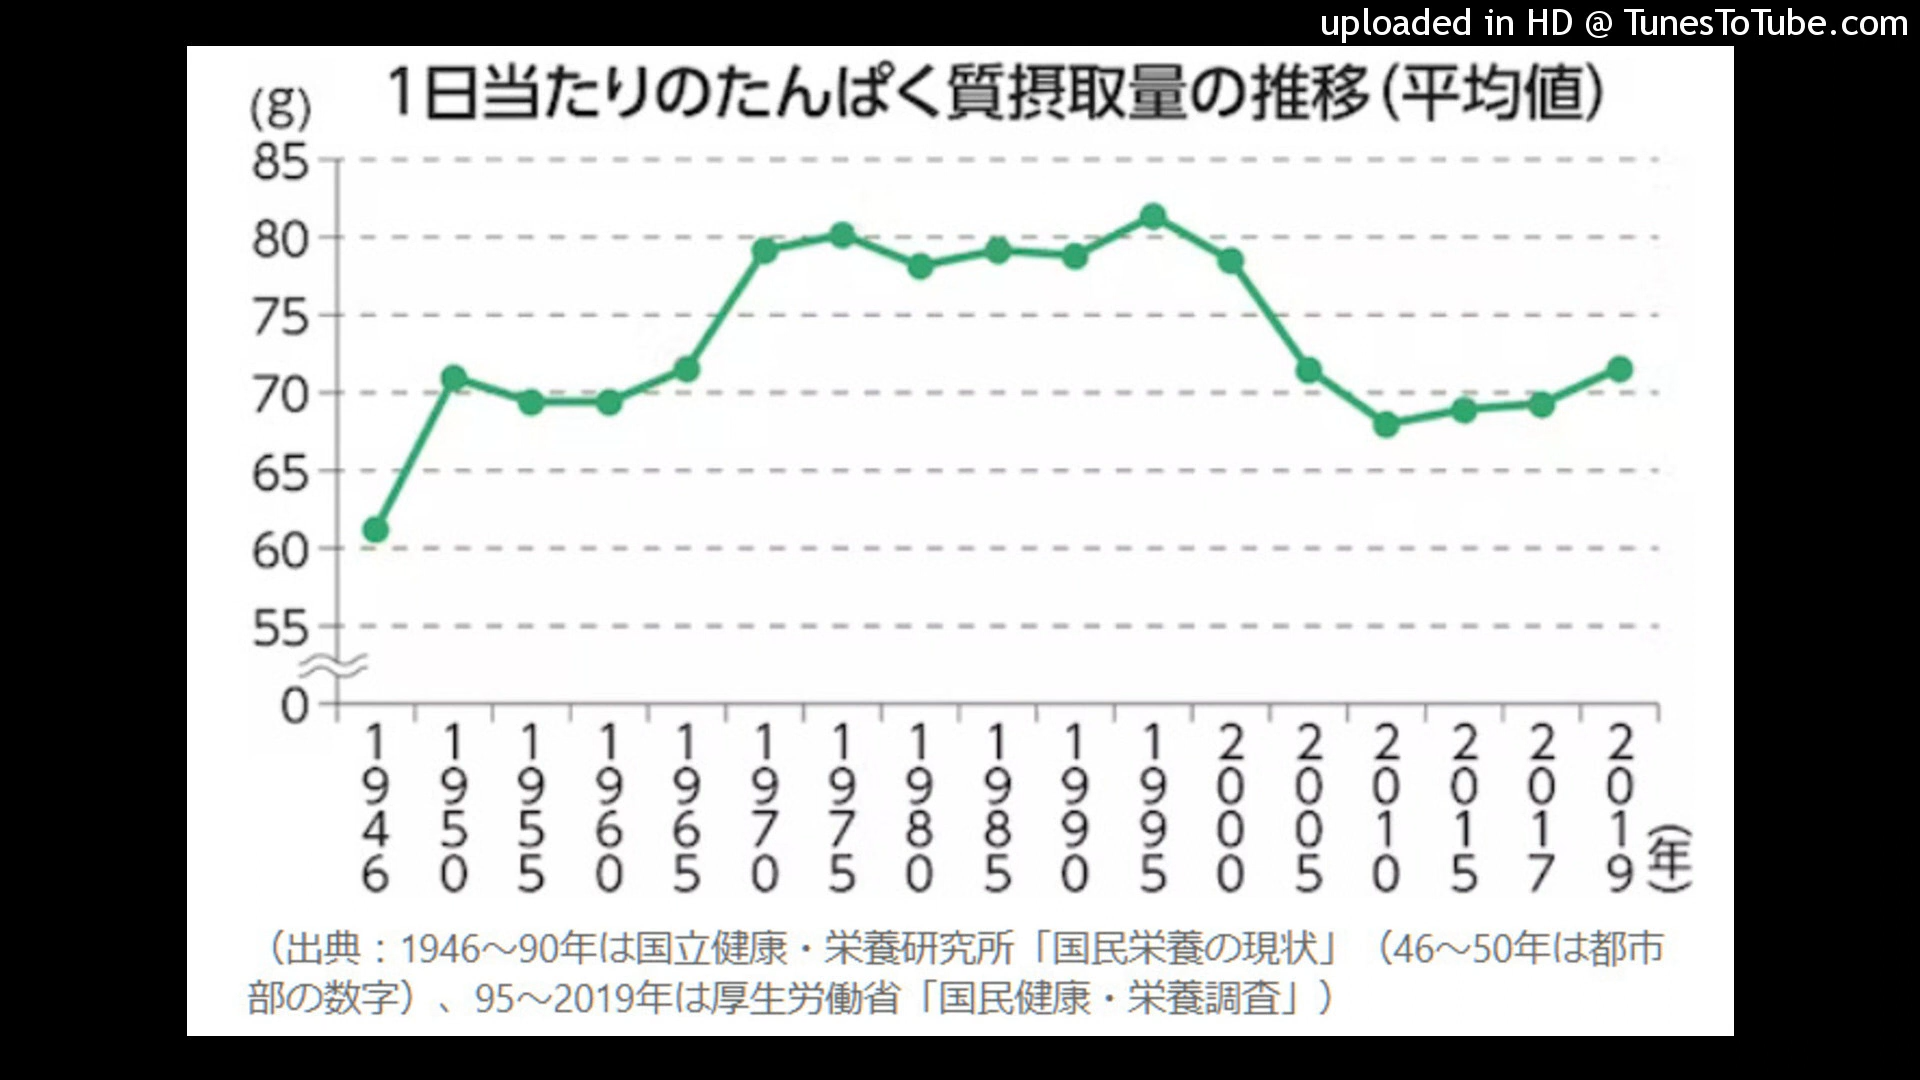 uploaded in HD @ TunesToTube.com
1日当たりのたんぱく質摂取量の推移(平均値)
(g)
85
80
75
70
65
60
55
0
1946 1950 1955 1960 1965 1970 1975 1980 1985 1990 1995 2000 2005 2010 2015 2017 2019 (年)
（出典：1946～90年は国立健康・栄養研究所「国民栄養の現状」（46～50年は都市
部の数字）、95～2019年は厚生労働省「国民健康・栄養調査」）